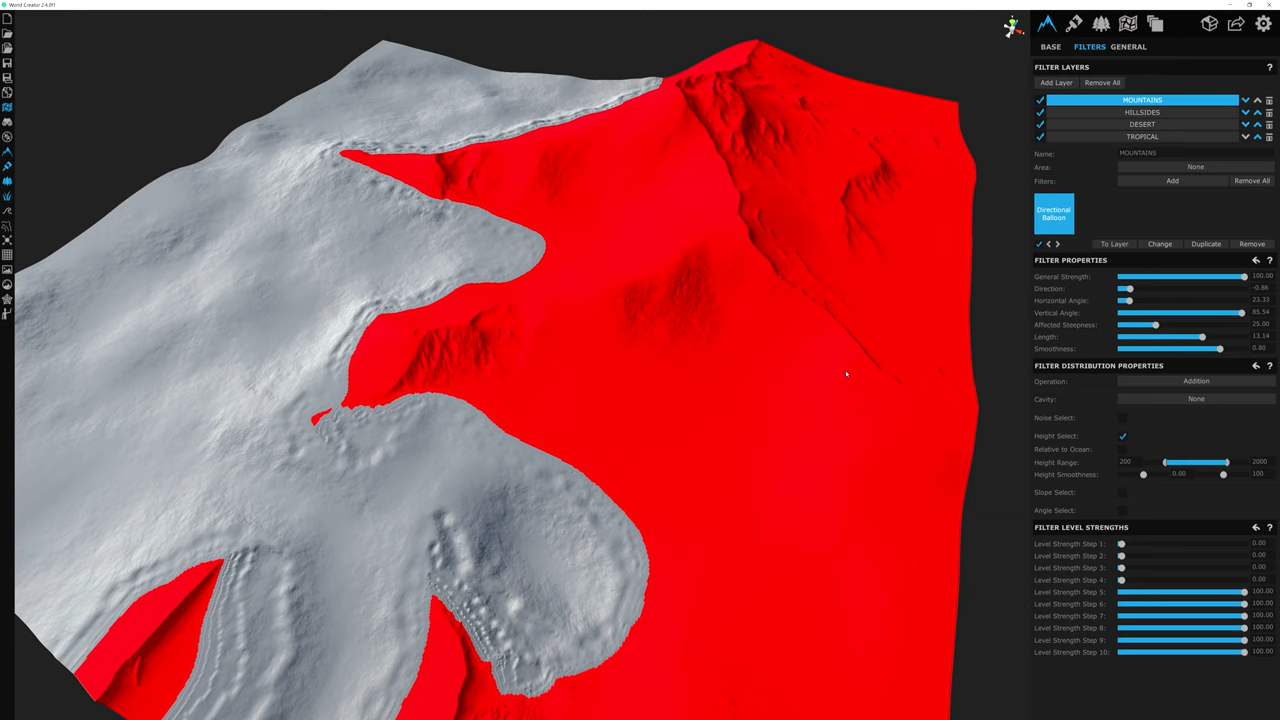 World Creator 2.4.0f1
BASE FILTERS GENERAL
FILTER LAYERS ?
Add Layer Remove All
MOUNTAINS
HILLSIDES
DESERT
TROPICAL
Name: MOUNTAINS
Area: None
Filters: Add Remove All
Directional
Balloon
To Layer Change Duplicate Remove
FILTER PROPERTIES ?
General Strength: 100.00
Direction: -0.86
Horizontal Angle: 23.33
Vertical Angle: 85.54
Affected Steepness: 25.00
Length: 13.14
Smoothness: 0.80
FILTER DISTRIBUTION PROPERTIES ?
Operation: Addition
Cavity: None
Noise Select:
Height Select:
Relative to Ocean:
Height Range: 200 2000
Height Smoothness: 0.00 100
Slope Select:
Angle Select:
FILTER LEVEL STRENGTHS ?
Level Strength Step 1: 0.00
Level Strength Step 2: 0.00
Level Strength Step 3: 0.00
Level Strength Step 4: 0.00
Level Strength Step 5: 100.00
Level Strength Step 6: 100.00
Level Strength Step 7: 100.00
Level Strength Step 8: 100.00
Level Strength Step 9: 100.00
Level Strength Step 10: 100.00